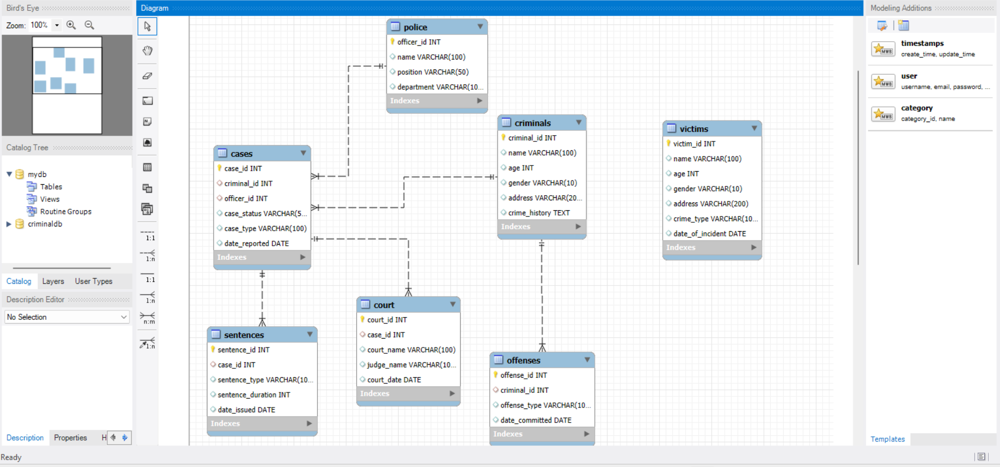 Bird's Eye
Zoom: 100%
Catalog Tree
mydb
Tables
Views
Routine Groups
criminaldb
Catalog Layers User Types
Description Editor
No Selection
Description Properties H
Ready
Diagram
1:1
1:n
1:1
1:n
n:m
1:n
police
officer_id INT
name VARCHAR(100)
position VARCHAR(50)
department VARCHAR(10...
Indexes
criminals
criminal_id INT
name VARCHAR(100)
age INT
gender VARCHAR(10)
address VARCHAR(20...
crime_history TEXT
Indexes
victims
victim_id INT
name VARCHAR(100)
age INT
gender VARCHAR(10)
address VARCHAR(200)
crime_type VARCHAR(10...
date_of_incident DATE
Indexes
cases
case_id INT
criminal_id INT
officer_id INT
case_status VARCHAR(5...
case_type VARCHAR(100)
date_reported DATE
Indexes
court
court_id INT
case_id INT
court_name VARCHAR(100)
judge_name VARCHAR(10...
court_date DATE
Indexes
sentences
sentence_id INT
case_id INT
sentence_type VARCHAR(10...
sentence_duration INT
date_issued DATE
Indexes
offenses
offense_id INT
criminal_id INT
offense_type VARCHAR(10...
date_committed DATE
Indexes
Modeling Additions
MWB
timestamps
create_time, update_time
MWB
user
username, email, password, ...
MWB
category
category_id, name
Templates